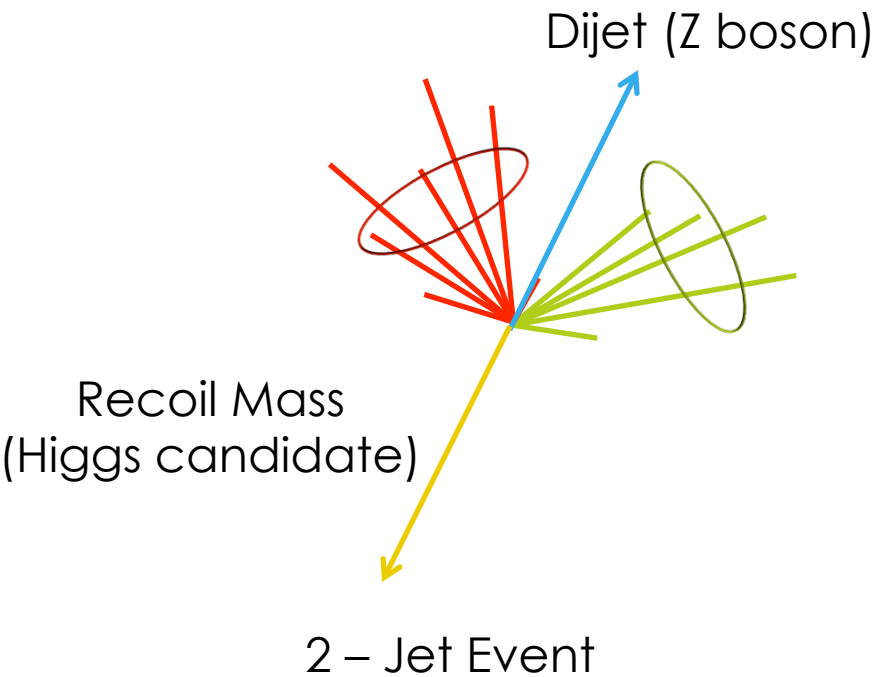 Dijet (Z boson)
Recoil Mass
(Higgs candidate)
2 – Jet Event